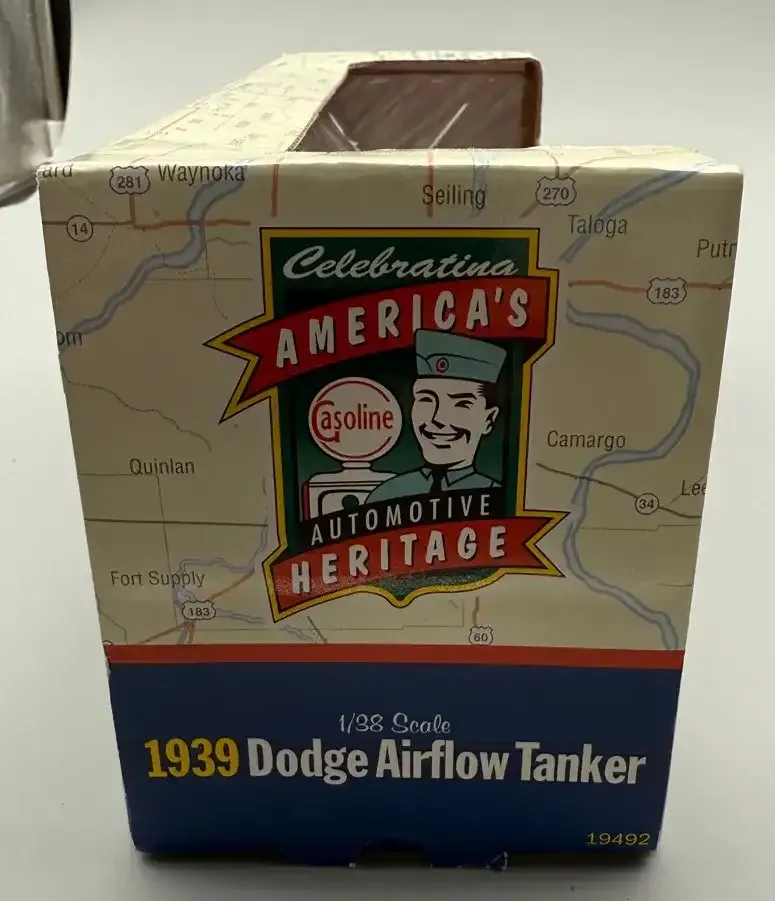 281
Waynoka
Seiling
270
14
Taloga
183
Celebrating
AMERICA'S
Gasoline
Camargo
Quinlan
34
AUTOMOTIVE
HERITAGE
Fort Supply
183
60
1/38 Scale
1939 Dodge Airflow Tanker
19492